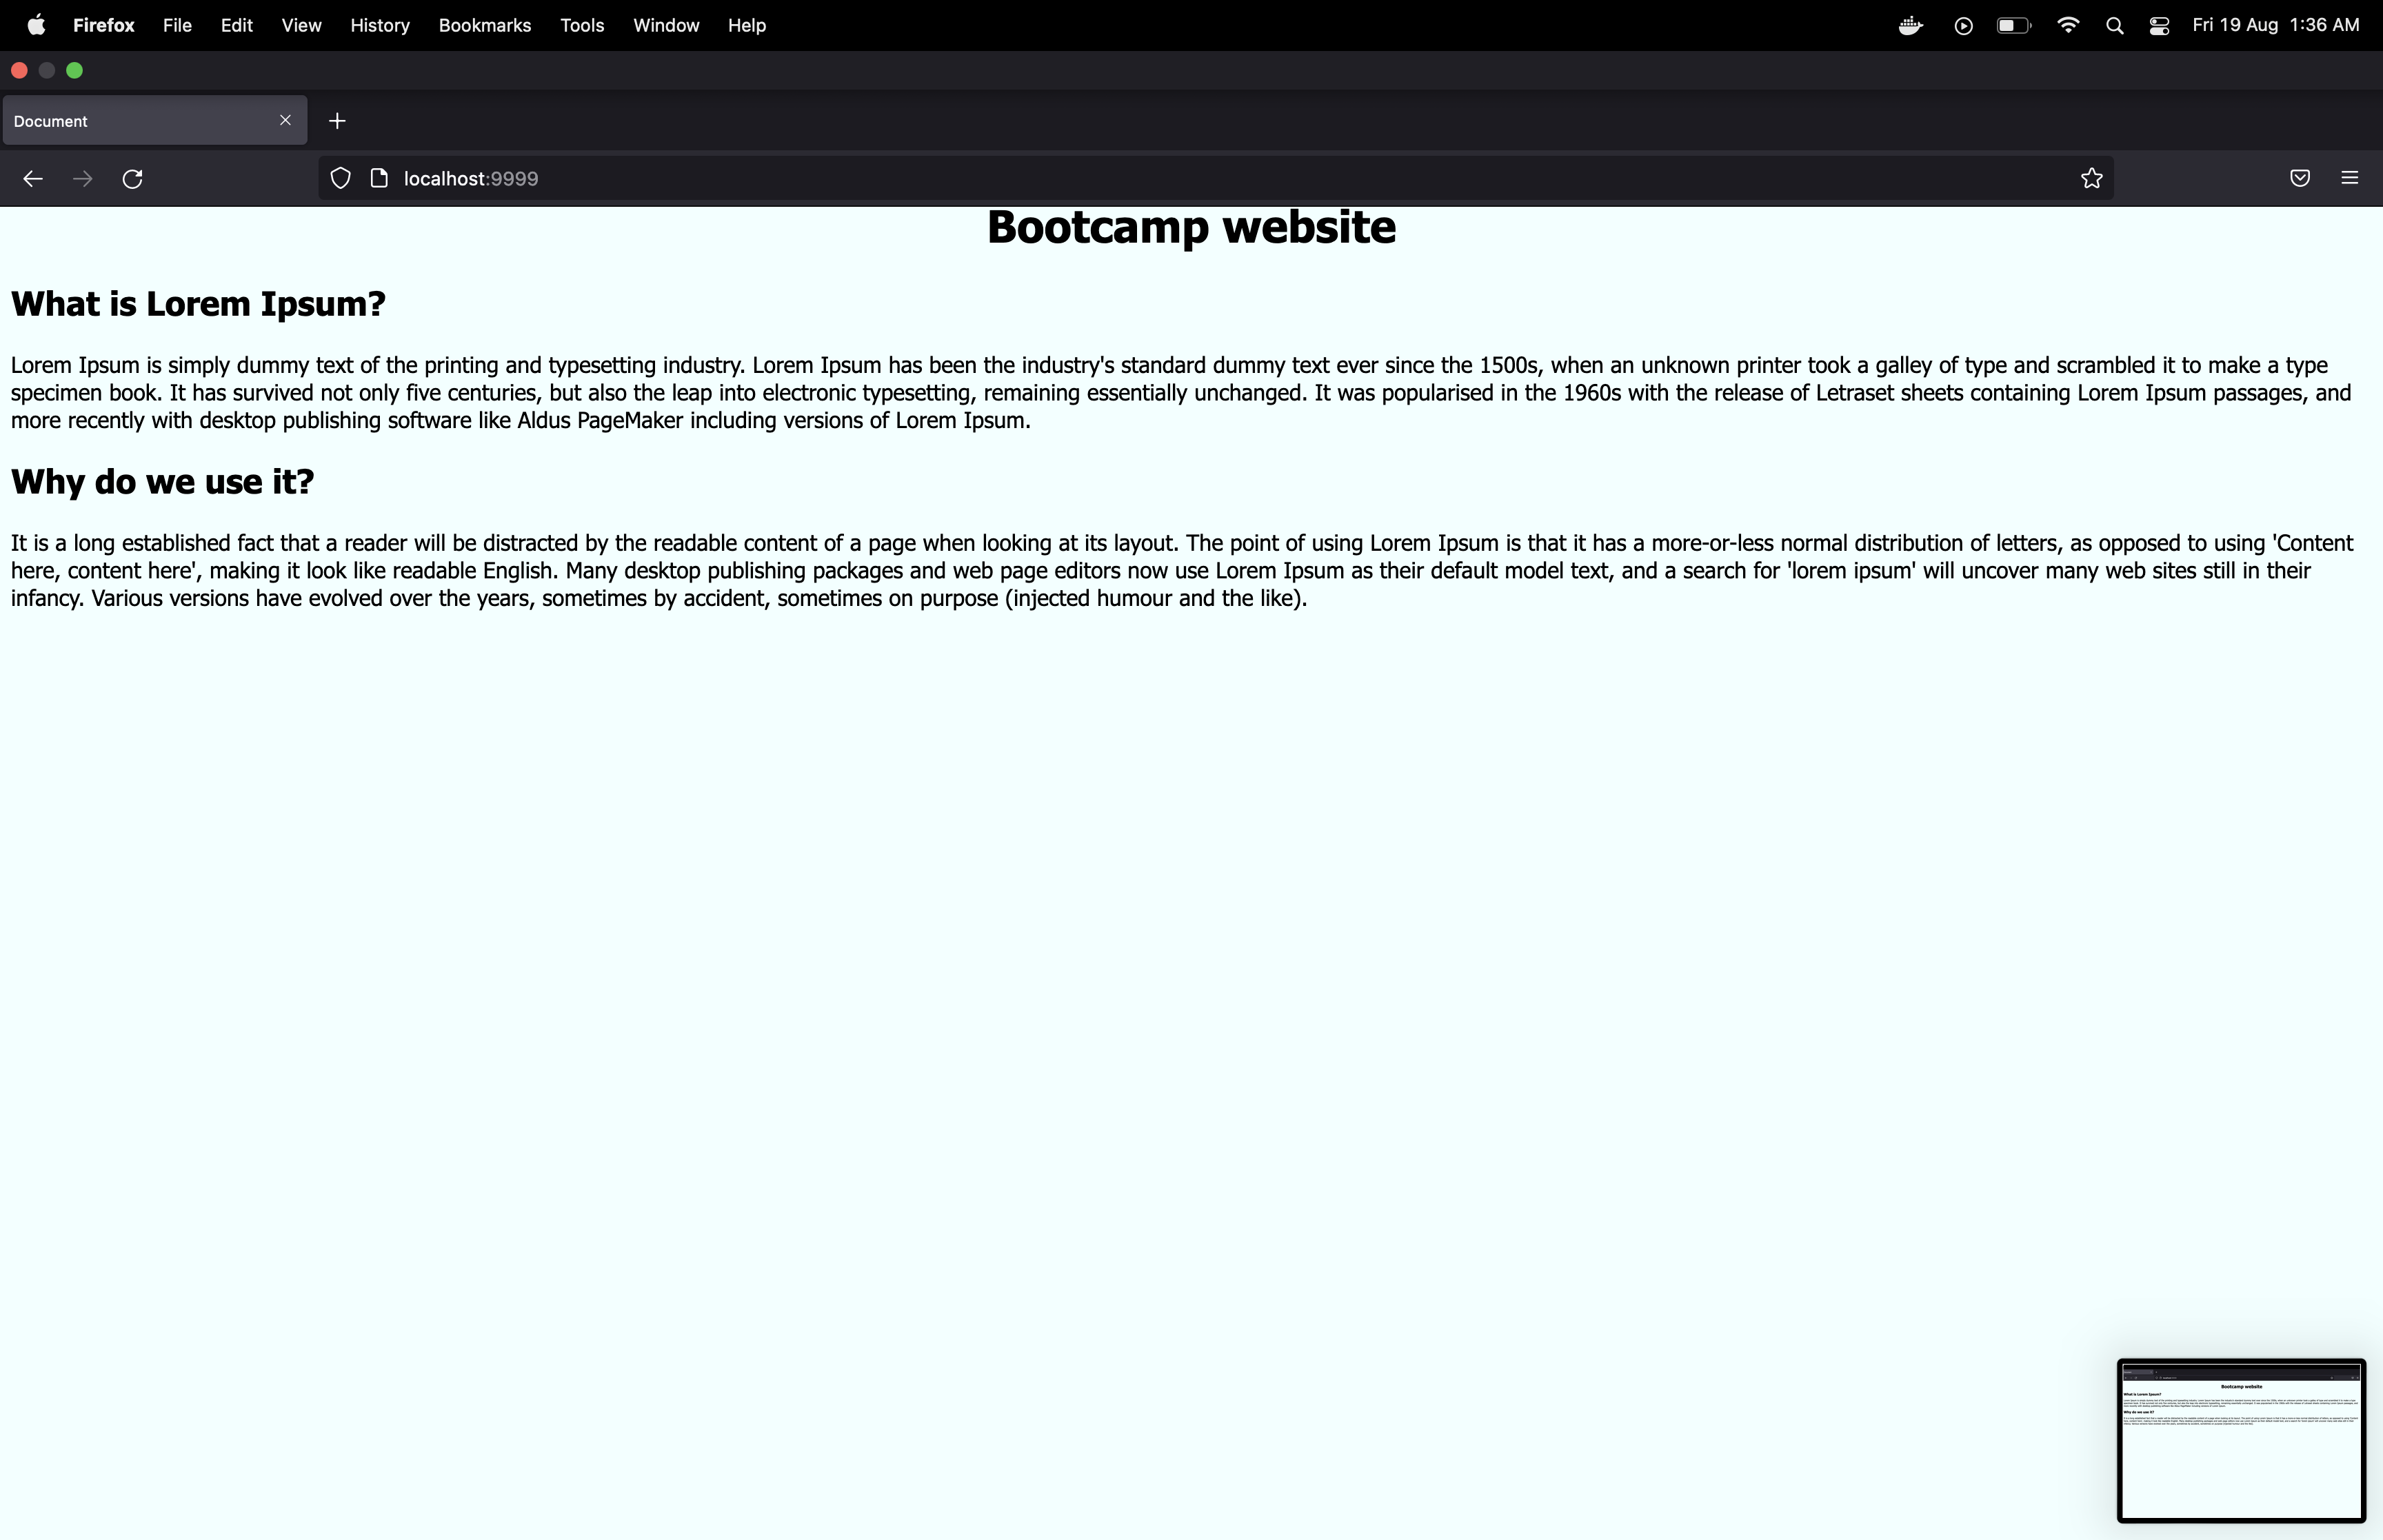 Firefox File Edit View History Bookmarks Tools Window Help Fri 19 Aug 1:36 AM
Document
localhost:9999
Bootcamp website
What is Lorem Ipsum?
Lorem Ipsum is simply dummy text of the printing and typesetting industry. Lorem Ipsum has been the industry's standard dummy text ever since the 1500s, when an unknown printer took a galley of type and scrambled it to make a type
specimen book. It has survived not only five centuries, but also the leap into electronic typesetting, remaining essentially unchanged. It was popularised in the 1960s with the release of Letraset sheets containing Lorem Ipsum passages, and
more recently with desktop publishing software like Aldus PageMaker including versions of Lorem Ipsum.
Why do we use it?
It is a long established fact that a reader will be distracted by the readable content of a page when looking at its layout. The point of using Lorem Ipsum is that it has a more-or-less normal distribution of letters, as opposed to using 'Content
here, content here', making it look like readable English. Many desktop publishing packages and web page editors now use Lorem Ipsum as their default model text, and a search for 'lorem ipsum' will uncover many web sites still in their
infancy. Various versions have evolved over the years, sometimes by accident, sometimes on purpose (injected humour and the like).
Bootcamp website
What is Lorem Ipsum?
Why do we use it?